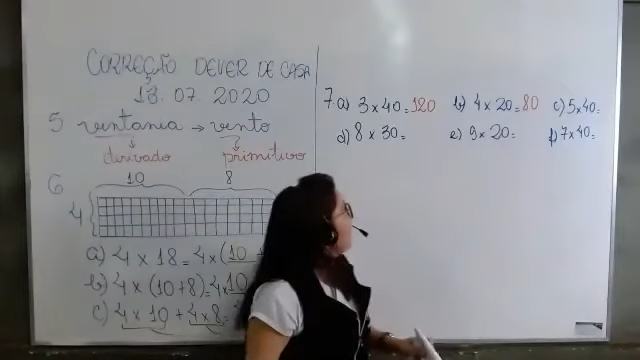 CORREÇÃO DEVER DE CASA
13.07.2020
5 ventania → vento
derivado primitivo
6
10 8
4
a) 4 x 18 = 4 x (10
b) 4 x (10+8) = 4x10
c) 4 x 10 + 4 x 8 =
7. a) 3 x 40 = 120 b) 4 x 20 = 80 c) 5 x 40 =
d) 8 x 30 = e) 9 x 20 = f) 7 x 40 =